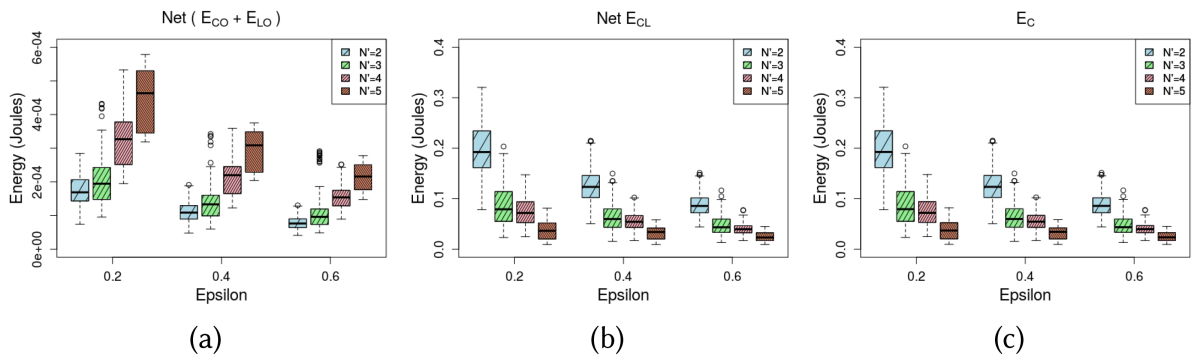 Net ( E_CO + E_LO )
Energy (Joules)
6e-04
4e-04
2e-04
0e+00
N'=2
N'=3
N'=4
N'=5
0.2 0.4 0.6
Epsilon
(a)
Net E_CL
Energy (Joules)
0.4
0.3
0.2
0.1
0.0
N'=2
N'=3
N'=4
N'=5
0.2 0.4 0.6
Epsilon
(b)
E_C
Energy (Joules)
0.4
0.3
0.2
0.1
0.0
N'=2
N'=3
N'=4
N'=5
0.2 0.4 0.6
Epsilon
(c)